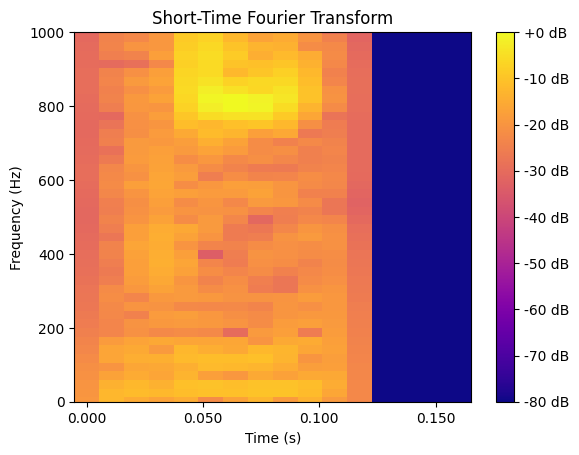 Short-Time Fourier Transform
1000
800
600
400
200
0
Frequency (Hz)
0.000
0.050
0.100
0.150
Time (s)
+0 dB
-10 dB
-20 dB
-30 dB
-40 dB
-50 dB
-60 dB
-70 dB
-80 dB